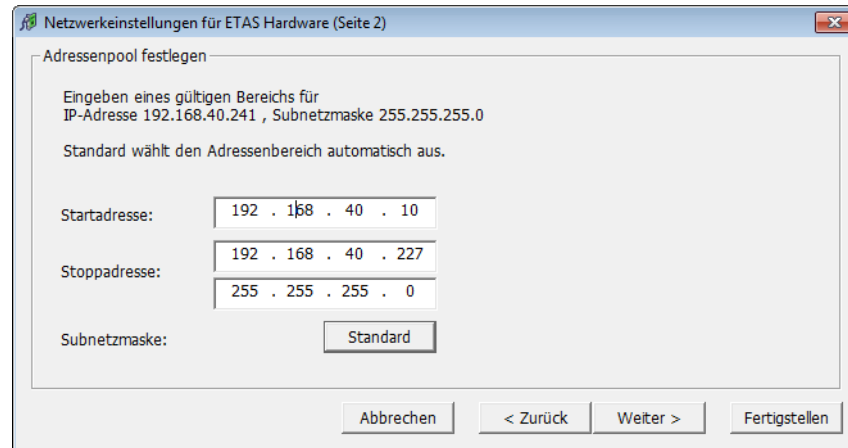 Netzwerkeinstellungen für ETAS Hardware (Seite 2)
Adressenpool festlegen
Eingeben eines gültigen Bereichs für
IP-Adresse 192.168.40.241 , Subnetzmaske 255.255.255.0
Standard wählt den Adressenbereich automatisch aus.
Startadresse: 192 . 168 . 40 . 10
192 . 168 . 40 . 227
Stoppadresse:
255 . 255 . 255 . 0
Subnetzmaske: Standard
Abbrechen < Zurück Weiter > Fertigstellen